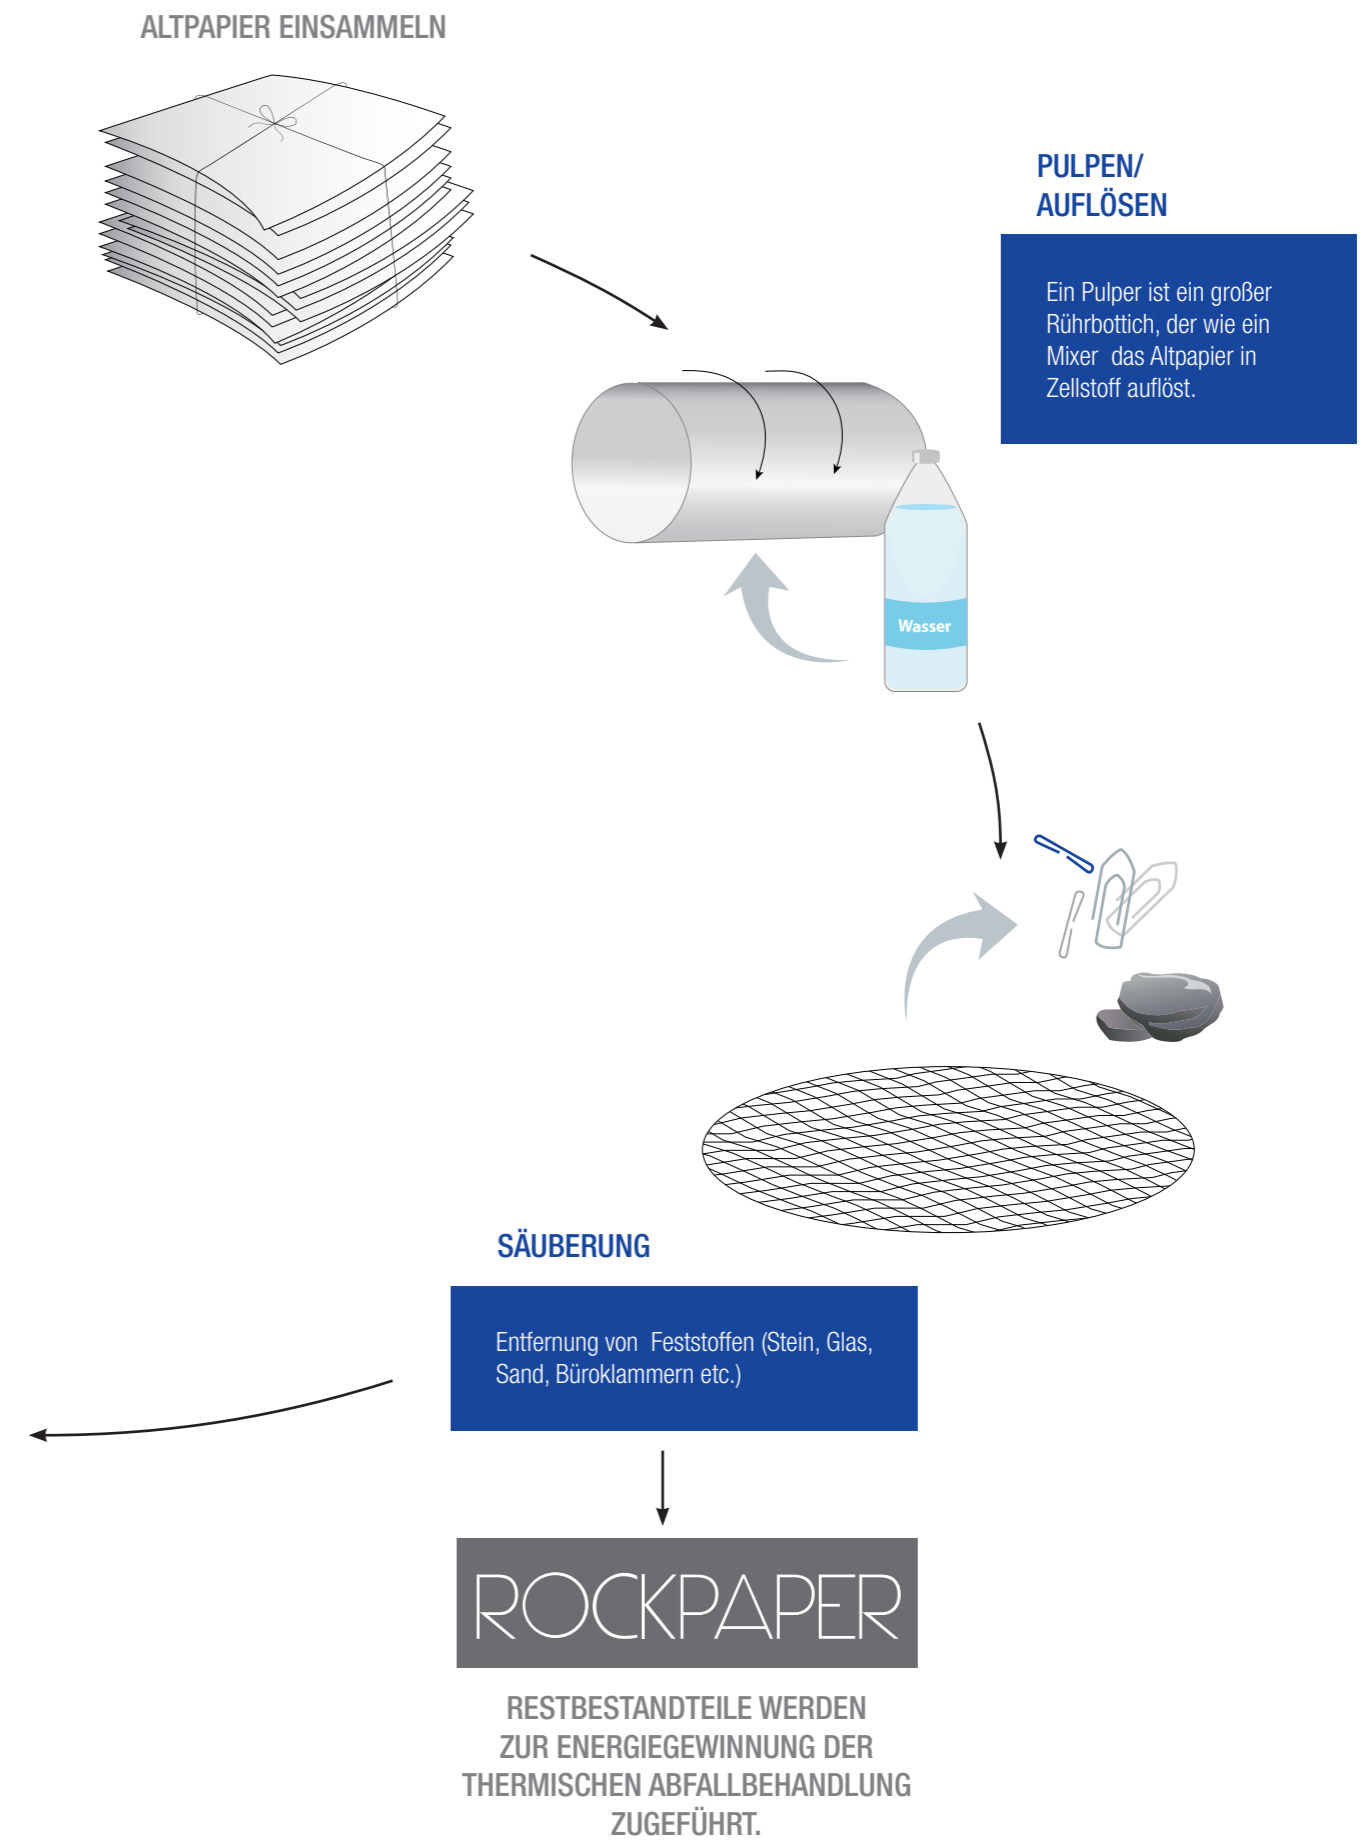 ALTPAPIER EINSAMMELN
PULPEN/
AUFLÖSEN
Ein Pulper ist ein großer
Rührbottich, der wie ein
Mixer  das Altpapier in
Zellstoff auflöst.
Wasser
SÄUBERUNG
Entfernung von  Feststoffen (Stein, Glas,
Sand, Büroklammern etc.)
ROCKPAPER
RESTBESTANDTEILE WERDEN
ZUR ENERGIEGEWINNUNG DER
THERMISCHEN ABFALLBEHANDLUNG
ZUGEFÜHRT.